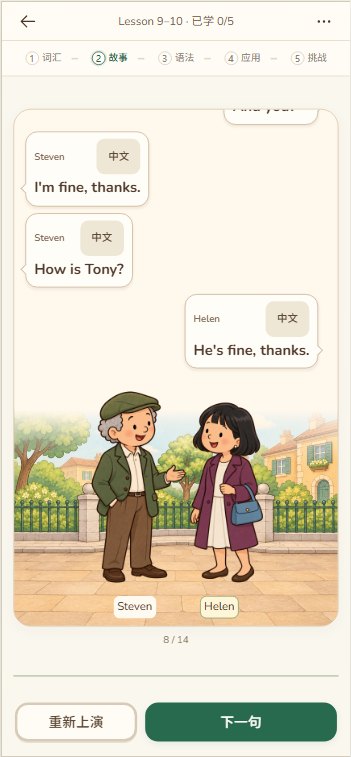 Lesson 9–10 · 已学 0/5
1 词汇 – 2 故事 – 3 语法 – 4 应用 – 5 挑战
And you?
Steven 中文
I'm fine, thanks.
Steven 中文
How is Tony?
Helen 中文
He's fine, thanks.
Steven Helen
8 / 14
重新上演 下一句